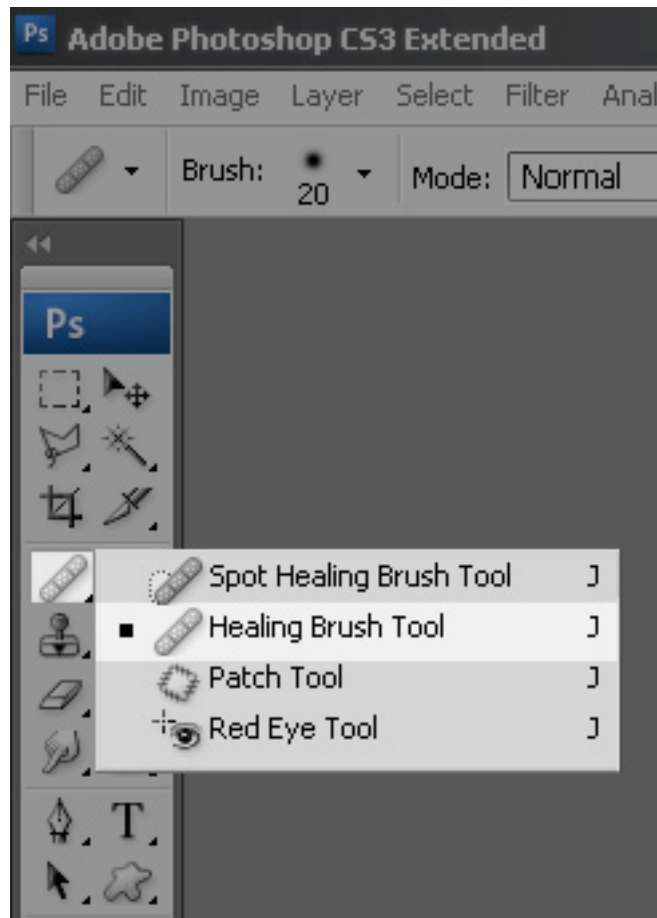 Ps Adobe Photoshop CS3 Extended
File Edit Image Layer Select Filter Anal
Brush: 20 Mode: Normal
Ps
T
Spot Healing Brush Tool J
Healing Brush Tool J
Patch Tool J
Red Eye Tool J